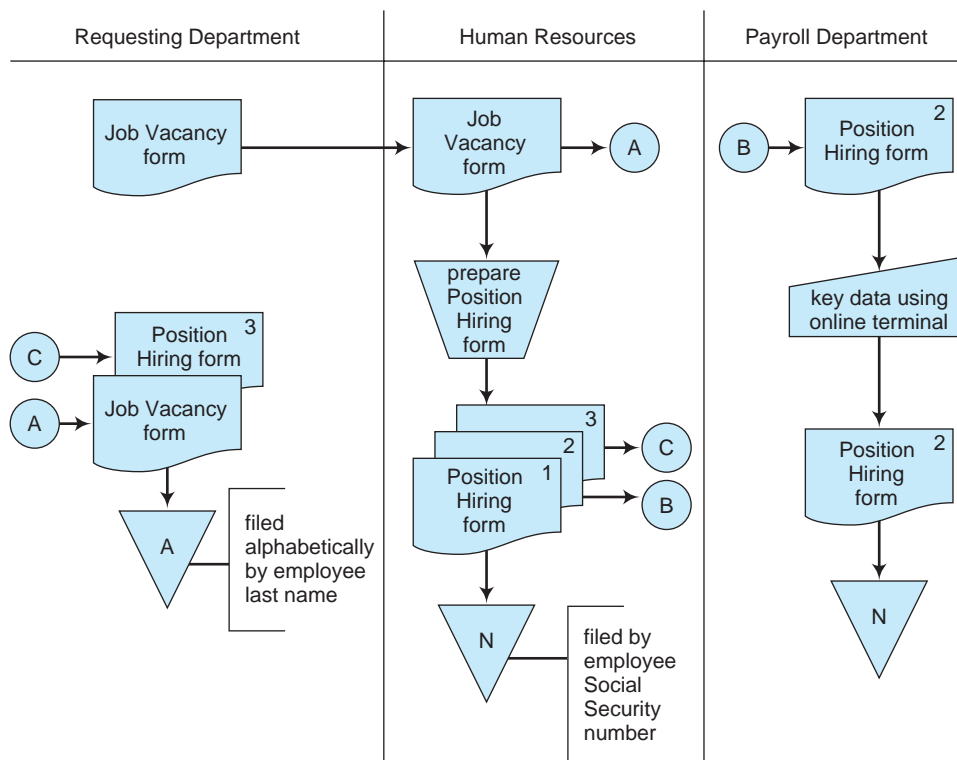 Requesting Department
Human Resources
Payroll Department
Job Vacancy
form
Job
Vacancy
form
A
B
2
Position
Hiring form
prepare
Position
Hiring
form
key data using
online terminal
C
3
Position
Hiring form
A
Job Vacancy
form
3
2
1
Position
Hiring
form
C
B
2
Position
Hiring
form
A
filed
alphabetically
by employee
last name
N
filed by
employee
Social
Security
number
N